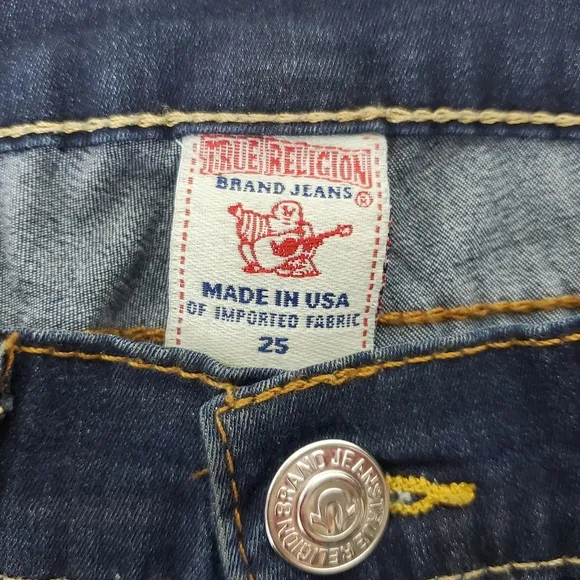 TRUE RELIGION
BRAND JEANS
®
MADE IN USA
OF IMPORTED FABRIC
25
BRAND JEANS TRUE RELIGION